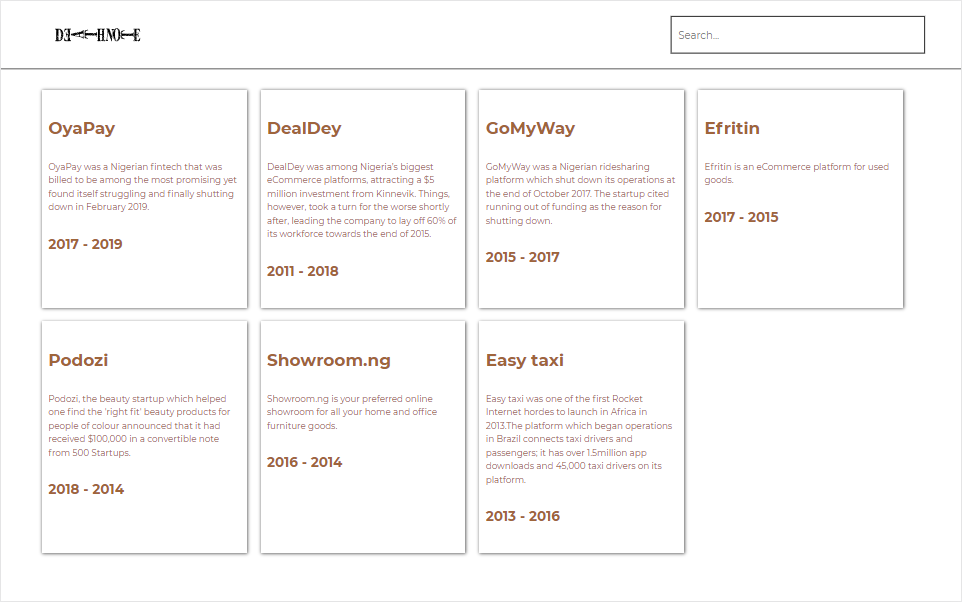 DEATHNOTE
Search...
OyaPay
OyaPay was a Nigerian fintech that was
billed to be among the most promising yet
found itself struggling and finally shutting
down in February 2019.
2017 - 2019
DealDey
DealDey was among Nigeria's biggest
eCommerce platforms, attracting a $5
million investment from Kinnevik. Things,
however, took a turn for the worse shortly
after, leading the company to lay off 60% of
its workforce towards the end of 2015.
2011 - 2018
GoMyWay
GoMyWay was a Nigerian ridesharing
platform which shut down its operations at
the end of October 2017. The startup cited
running out of funding as the reason for
shutting down.
2015 - 2017
Efritin
Efritin is an eCommerce platform for used
goods.
2017 - 2015
Podozi
Podozi, the beauty startup which helped
one find the 'right fit' beauty products for
people of colour announced that it had
received $100,000 in a convertible note
from 500 Startups.
2018 - 2014
Showroom.ng
Showroom.ng is your preferred online
showroom for all your home and office
furniture goods.
2016 - 2014
Easy taxi
Easy taxi was one of the first Rocket
Internet hordes to launch in Africa in
2013.The platform which began operations
in Brazil connects taxi drivers and
passengers; it has over 1.5million app
downloads and 45,000 taxi drivers on its
platform.
2013 - 2016